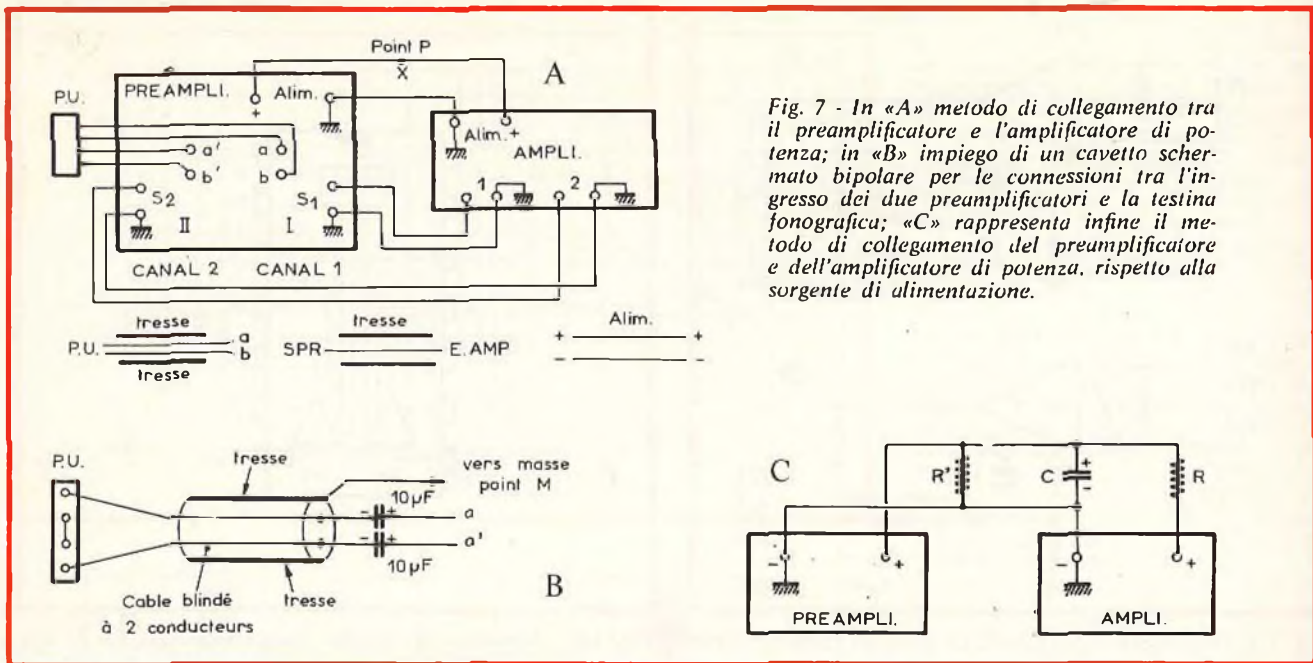 Point P
X
A
P.U.
PREAMPLI.
Alim.
+
Alim.+
AMPLI.
a' a
b' b
S2 S1
II I
1 2
CANAL 2 CANAL 1
Fig. 7 - In «A» metodo di collegamento tra
il preamplificatore e l'amplificatore di po-
tenza; in «B» impiego di un cavetto scher-
mato bipolare per le connessioni tra l'in-
gresso dei due preamplificatori e la testina
fonografica; «C» rappresenta infine il me-
todo di collegamento del preamplificatore
e dell'amplificatore di potenza, rispetto alla
sorgente di alimentazione.
tresse
P.U. a
b
tresse
tresse
SPR E.AMP
Alim.
+ +
- -
P.U.
tresse
vers masse
point M
10µF
- + a
- + a'
10µF
Cable blindé
à 2 conducteurs
tresse
B
C
R' C + - R
- +
PREAMPLI.
- +
AMPLI.